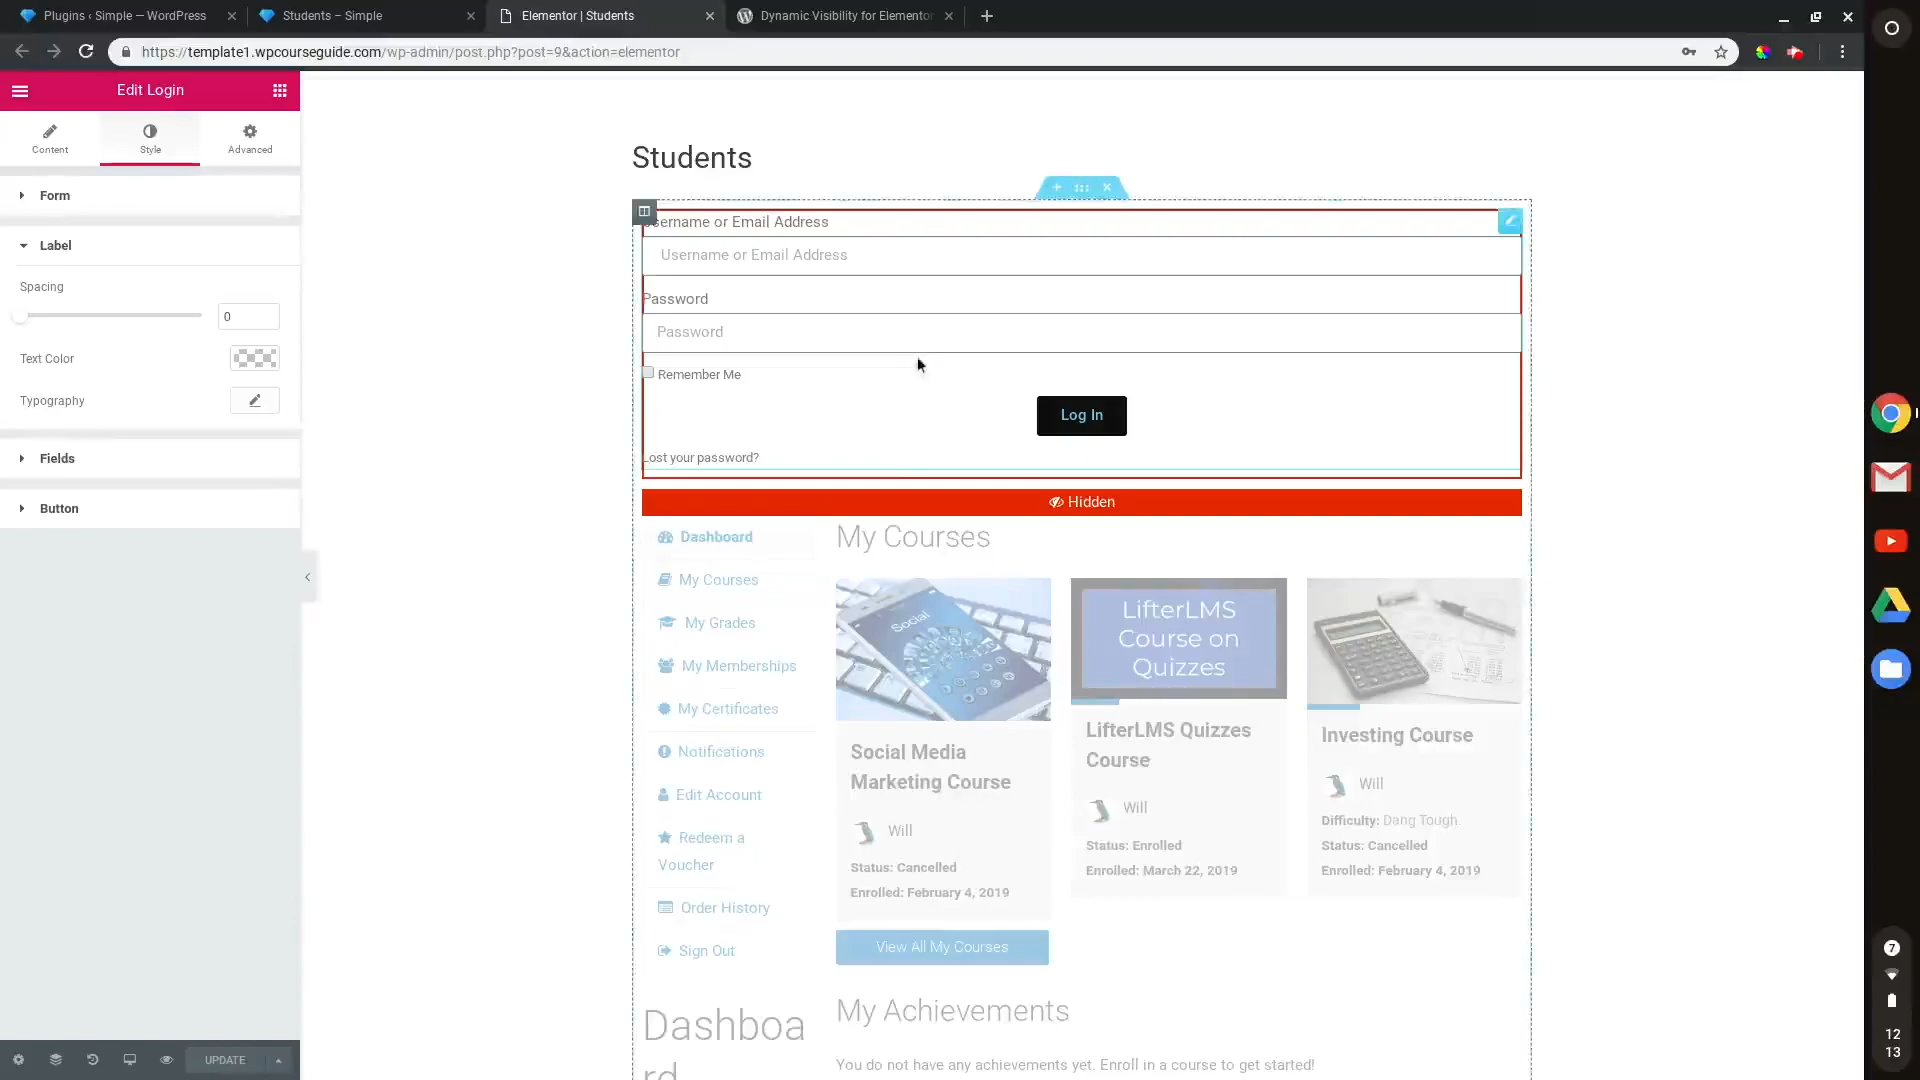 Plugins ‹ Simple — WordPress
Students – Simple
Elementor | Students
Dynamic Visibility for Elementor
https://template1.wpcourseguide.com/wp-admin/post.php?post=9&action=elementor
Edit Login
Content
Style
Advanced
Form
Label
Spacing
0
Text Color
Typography
Fields
Button
UPDATE
Students
Username or Email Address
Username or Email Address
Password
Password
Remember Me
Log In
Lost your password?
Hidden
Dashboard
My Courses
My Grades
My Memberships
My Certificates
Notifications
Edit Account
Redeem a
Voucher
Order History
Sign Out
Dashboa
rd
My Courses
Social
LifterLMS
Course on
Quizzes
Social Media
Marketing Course
Will
Status: Cancelled
Enrolled: February 4, 2019
LifterLMS Quizzes
Course
Will
Status: Enrolled
Enrolled: March 22, 2019
Investing Course
Will
Difficulty: Dang Tough.
Status: Cancelled
Enrolled: February 4, 2019
View All My Courses
My Achievements
You do not have any achievements yet. Enroll in a course to get started!
7
12
13